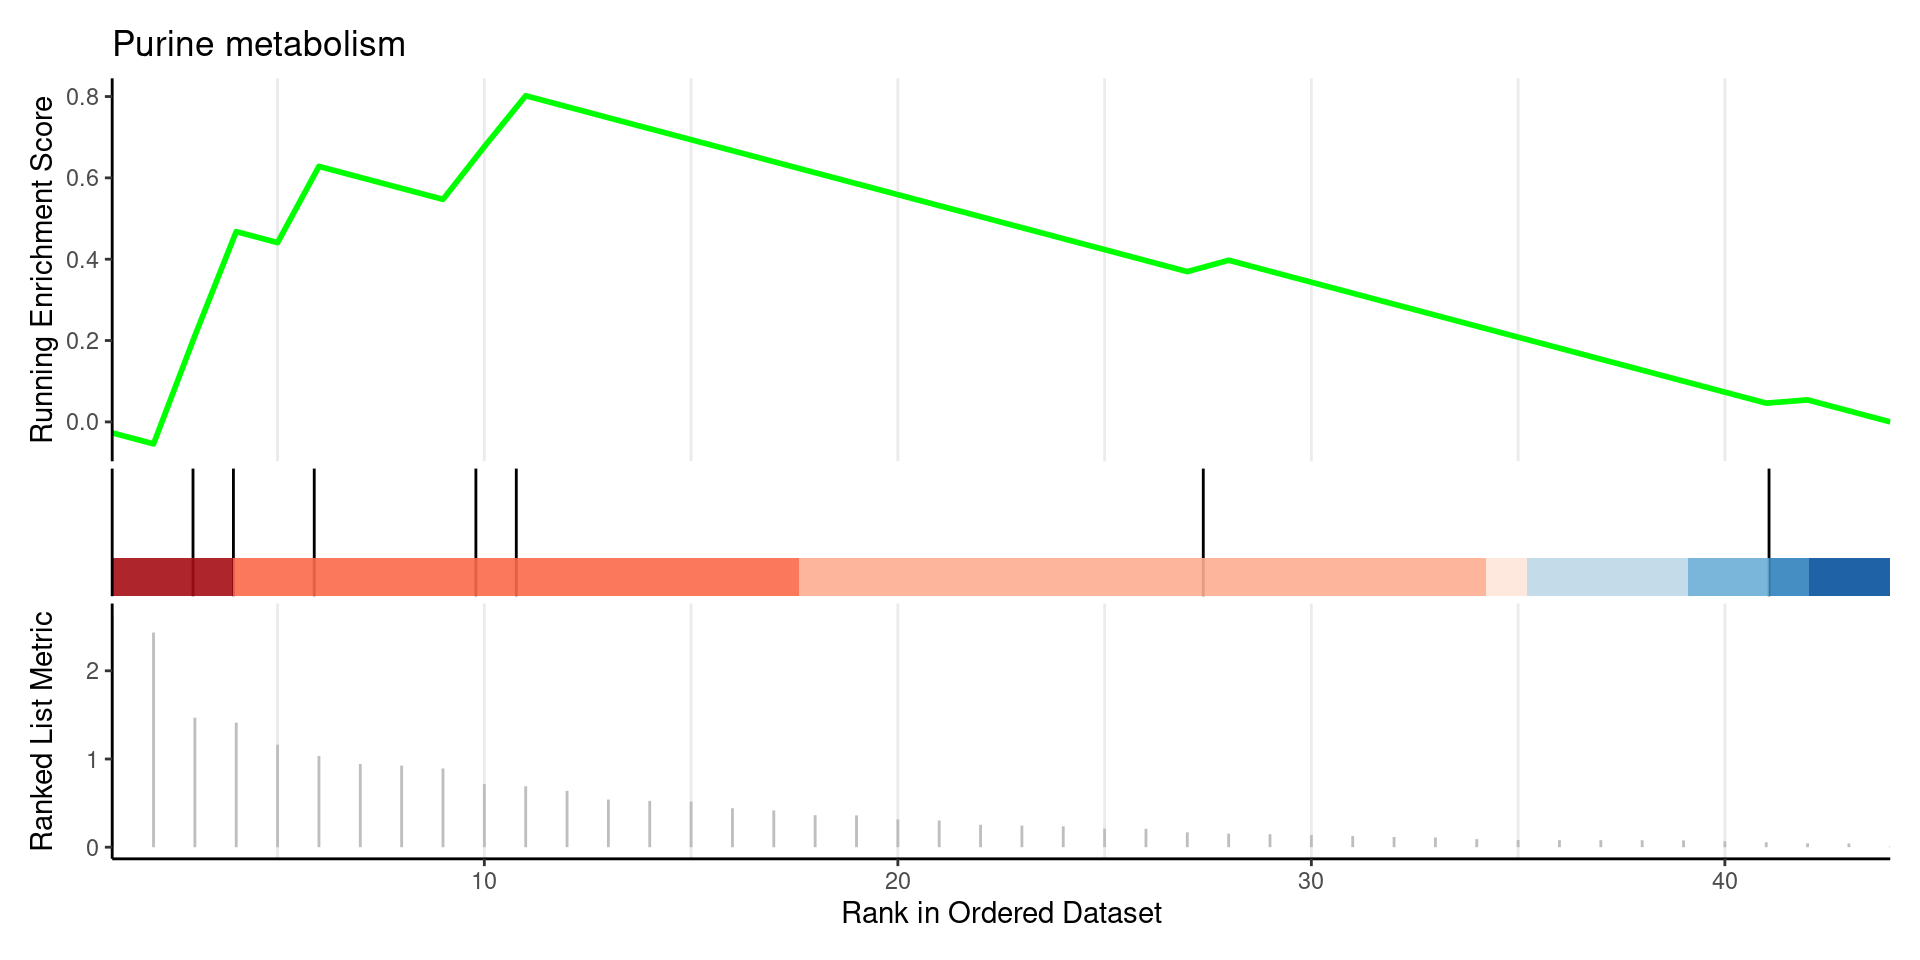 Purine metabolism
Running Enrichment Score
0.8
0.6
0.4
0.2
0.0
Ranked List Metric
2
1
0
10 20 30 40
Rank in Ordered Dataset